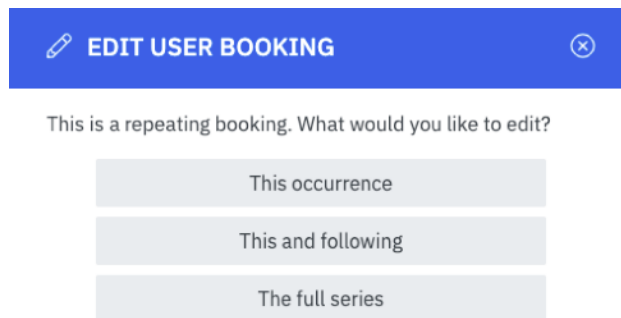 EDIT USER BOOKING
This is a repeating booking. What would you like to edit?
This occurrence
This and following
The full series